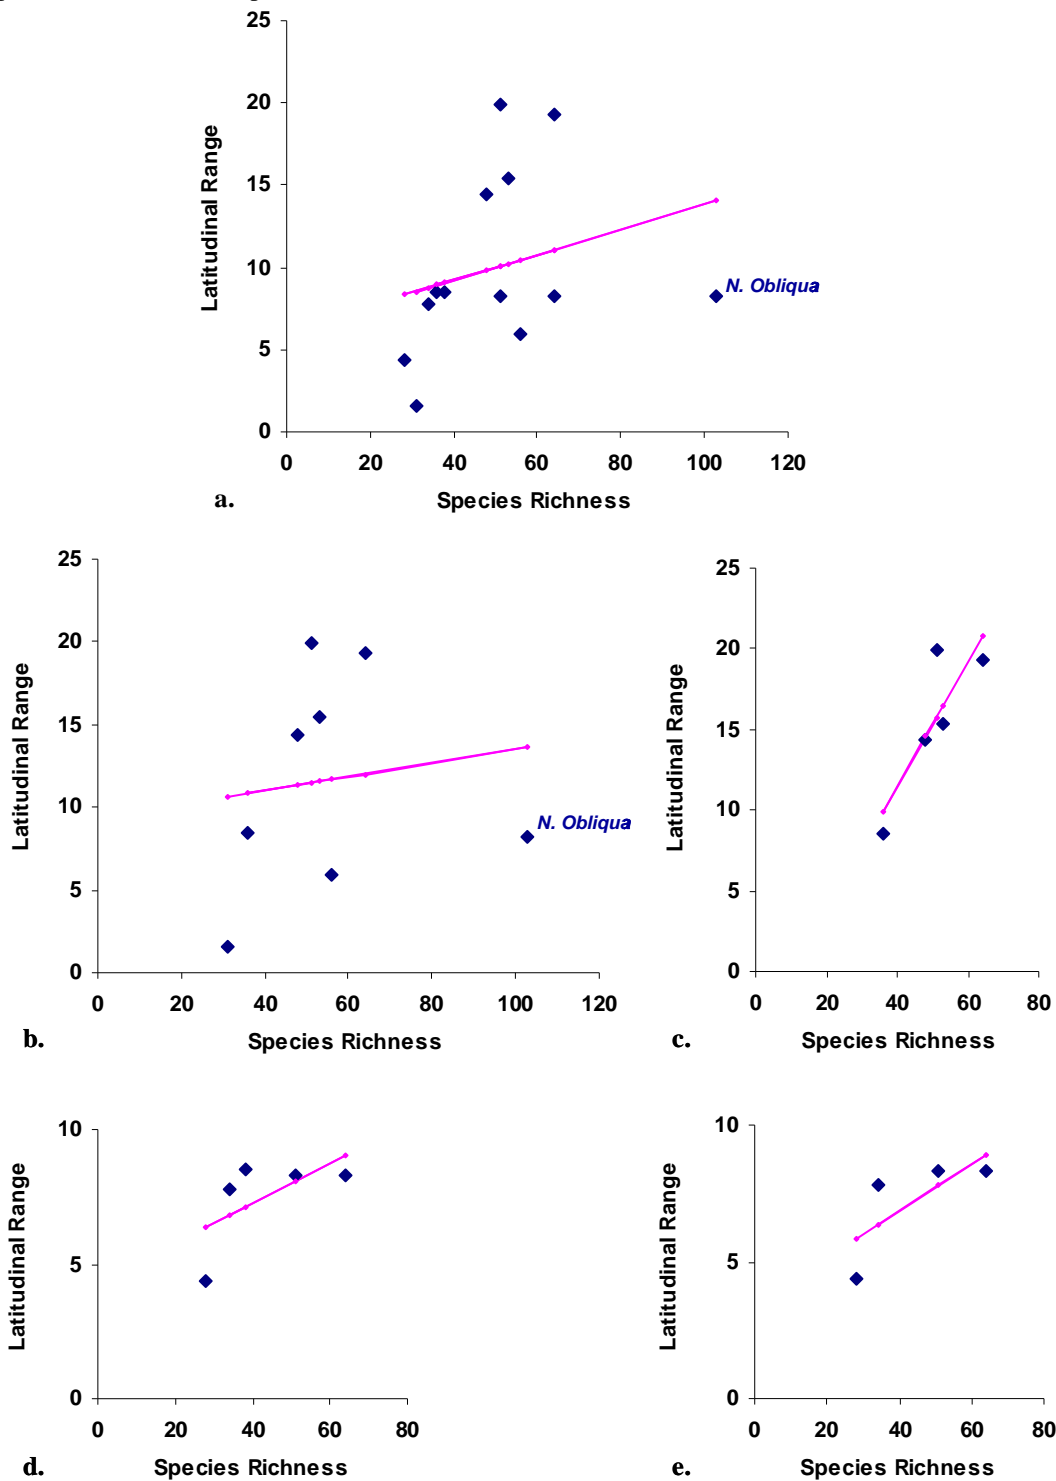 25
20
15
10
5
0
Latitudinal Range
N. Obliqua
0 20 40 60 80 100 120
a.
Species Richness
25
20
15
10
5
0
Latitudinal Range
N. Obliqua
0 20 40 60 80 100 120
b.
Species Richness
25
20
15
10
5
0
Latitudinal Range
0 20 40 60 80
c.
Species Richness
10
5
0
Latitudinal Range
0 20 40 60 80
d.
Species Richness
10
5
0
Latitudinal Range
0 20 40 60 80
e.
Species Richness